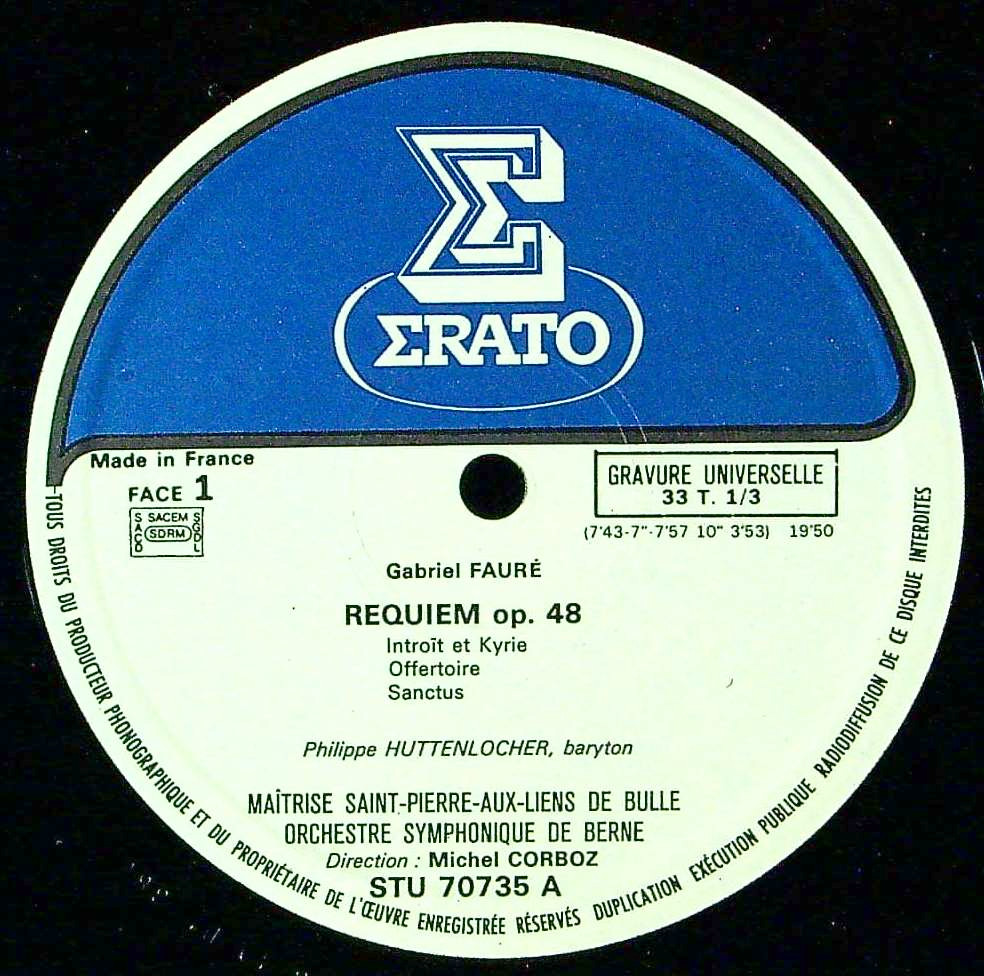 Σ
ΣRATO
Made in France
FACE 1
SACEM
SACD
SDRM
SGDL
GRAVURE UNIVERSELLE
33 T. 1/3
(7'43-7"-7'57 10" 3'53) 19'50
Gabriel FAURÉ
REQUIEM op. 48
Introït et Kyrie
Offertoire
Sanctus
Philippe HUTTENLOCHER, baryton
MAÎTRISE SAINT-PIERRE-AUX-LIENS DE BULLE
ORCHESTRE SYMPHONIQUE DE BERNE
Direction : Michel CORBOZ
STU 70735 A
TOUS DROITS DU PRODUCTEUR PHONOGRAPHIQUE ET DU PROPRIÉTAIRE DE L'ŒUVRE ENREGISTRÉE RÉSERVÉS DUPLICATION EXÉCUTION PUBLIQUE RADIODIFFUSION DE CE DISQUE INTERDITES